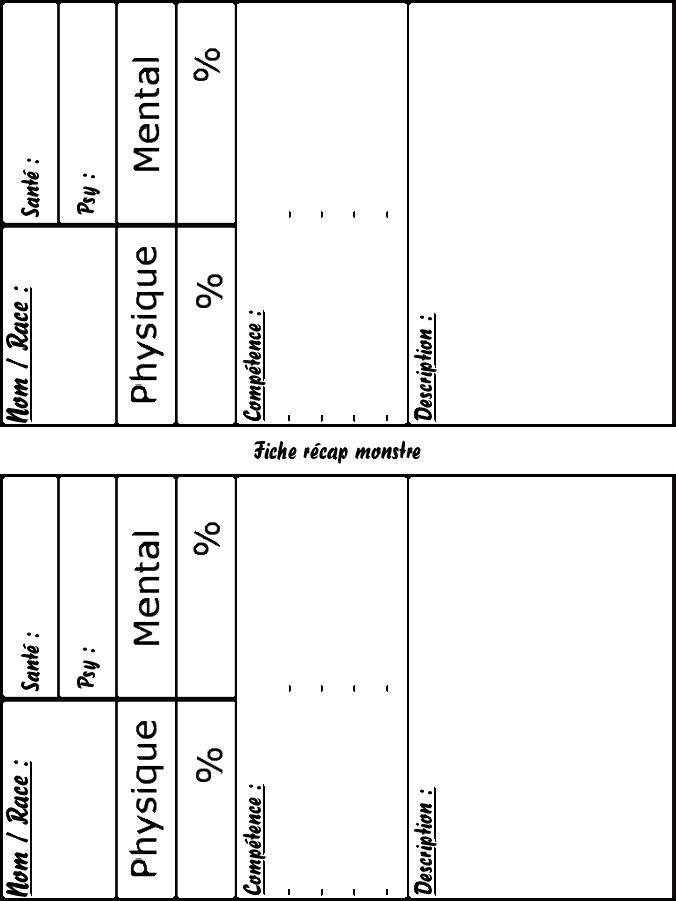 Nom / Race :
Santé :
Psy :
Physique
Mental
%
%
Compétence :
- -
- -
- -
- -
Description :
Fiche récap monstre
Nom / Race :
Santé :
Psy :
Physique
Mental
%
%
Compétence :
- -
- -
- -
- -
Description :